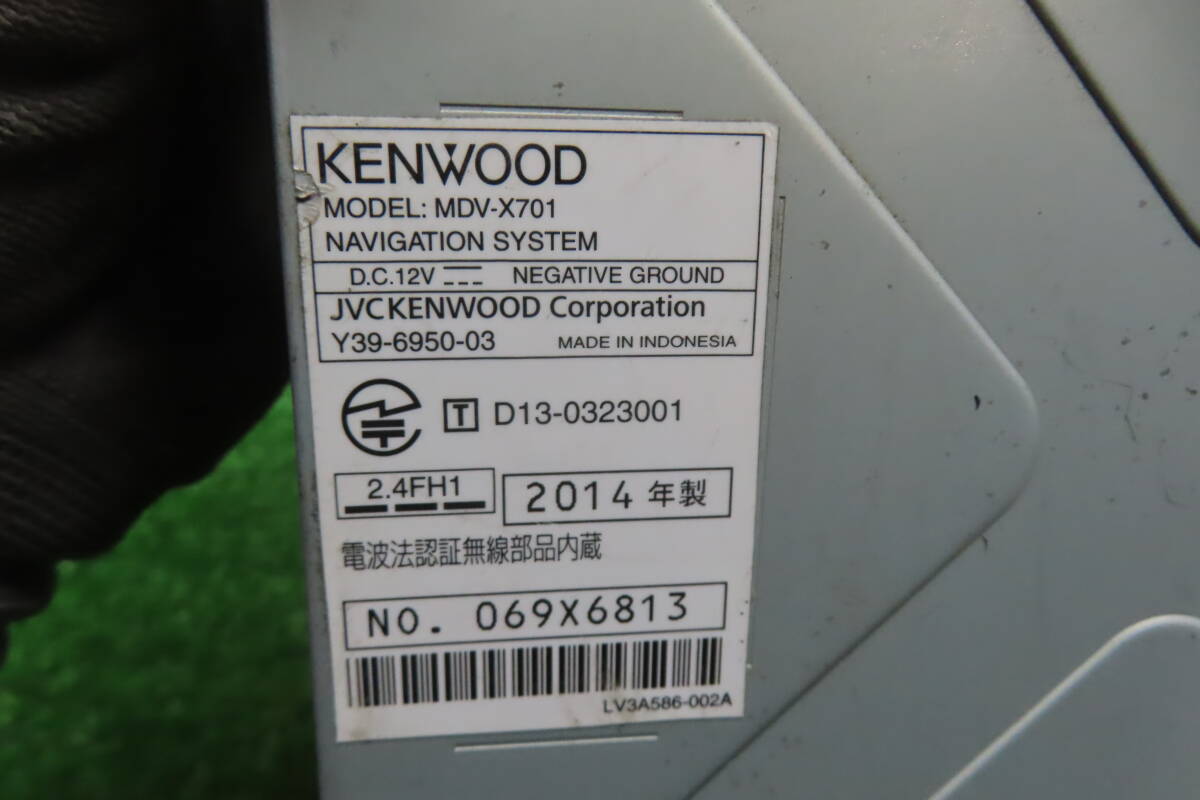 KENWOOD
MODEL: MDV-X701
NAVIGATION SYSTEM
D.C.12V NEGATIVE GROUND
JVCKENWOOD Corporation
Y39-6950-03 MADE IN INDONESIA
T D13-0323001
2.4FH1 2014 年製
電波法認証無線部品内蔵
NO. 069X6813
LV3A586-002A